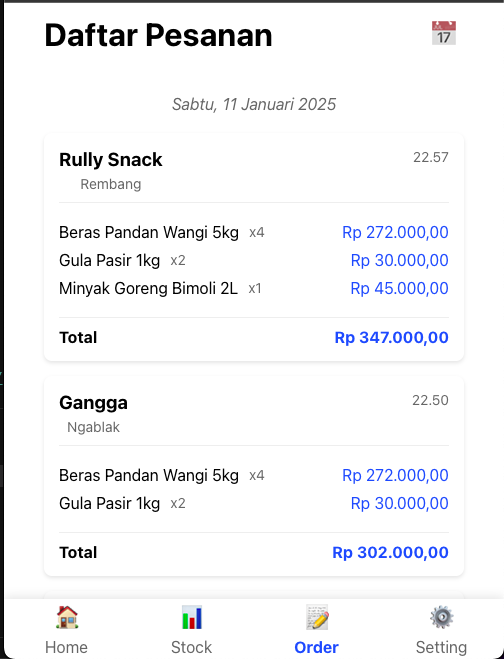 Daftar Pesanan
17
Sabtu, 11 Januari 2025
Rully Snack 22.57
Rembang
Beras Pandan Wangi 5kg x4 Rp 272.000,00
Gula Pasir 1kg x2 Rp 30.000,00
Minyak Goreng Bimoli 2L x1 Rp 45.000,00
Total Rp 347.000,00
Gangga 22.50
Ngablak
Beras Pandan Wangi 5kg x4 Rp 272.000,00
Gula Pasir 1kg x2 Rp 30.000,00
Total Rp 302.000,00
Home Stock Order Setting